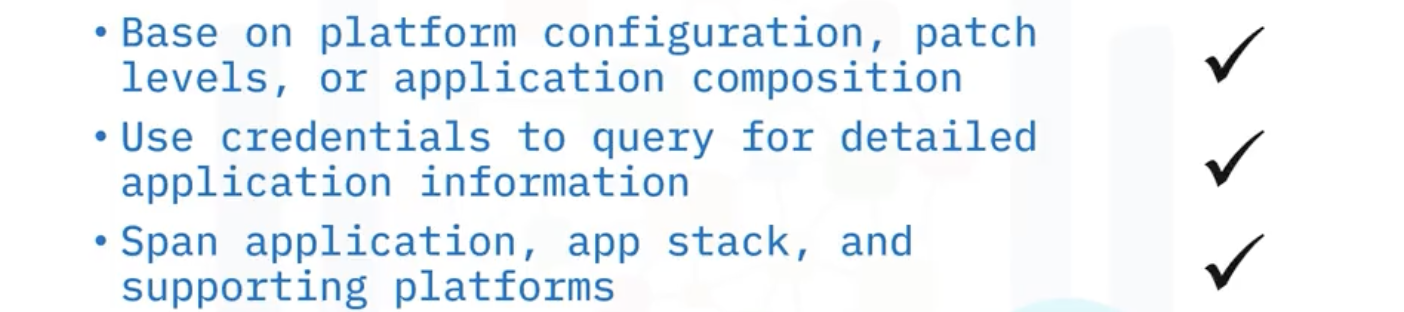 • Base on platform configuration, patch
levels, or application composition
• Use credentials to query for detailed
application information
• Span application, app stack, and
supporting platforms